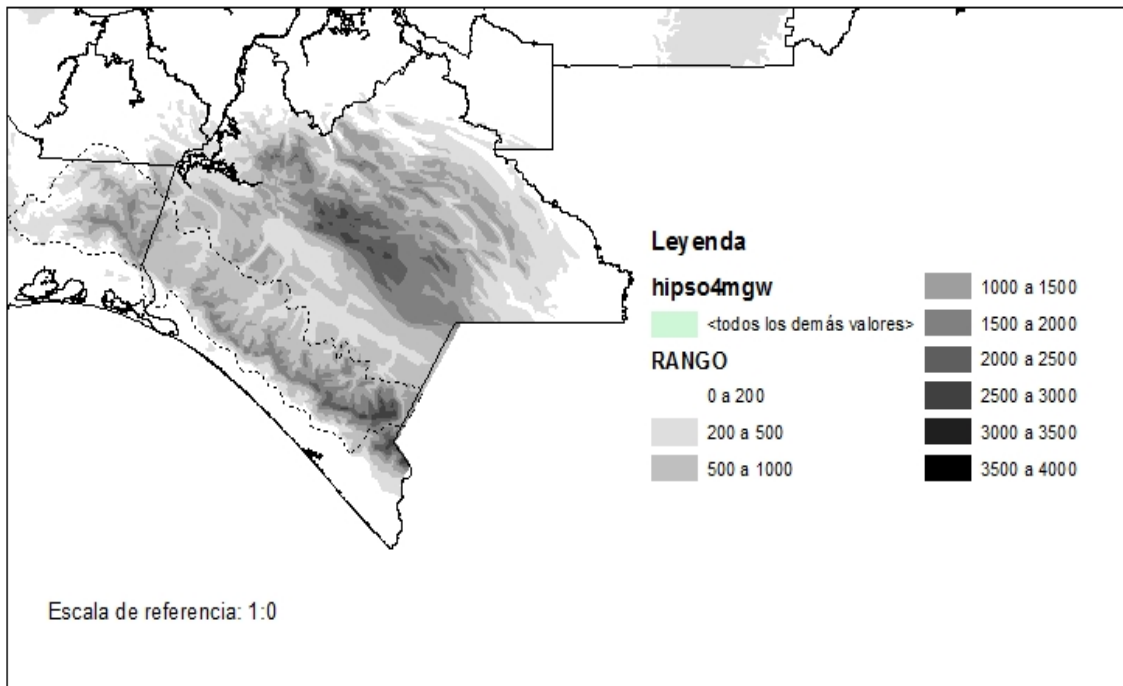 Leyenda
hipso4mgw
<todos los demás valores>
RANGO
0 a 200
200 a 500
500 a 1000
1000 a 1500
1500 a 2000
2000 a 2500
2500 a 3000
3000 a 3500
3500 a 4000
Escala de referencia: 1:0